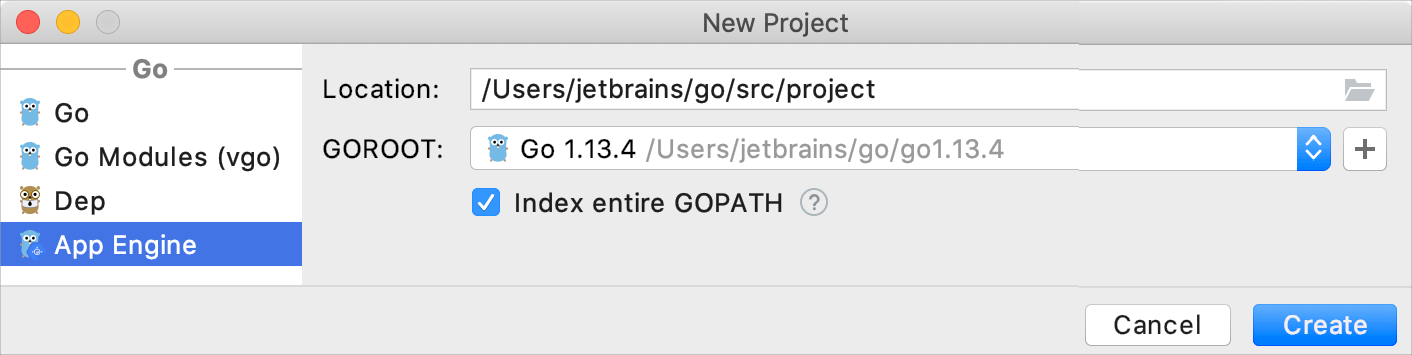 New Project
Go
Go
Go Modules (vgo)
Dep
App Engine
Location: /Users/jetbrains/go/src/project
GOROOT: Go 1.13.4 /Users/jetbrains/go/go1.13.4 +
Index entire GOPATH ?
Cancel Create